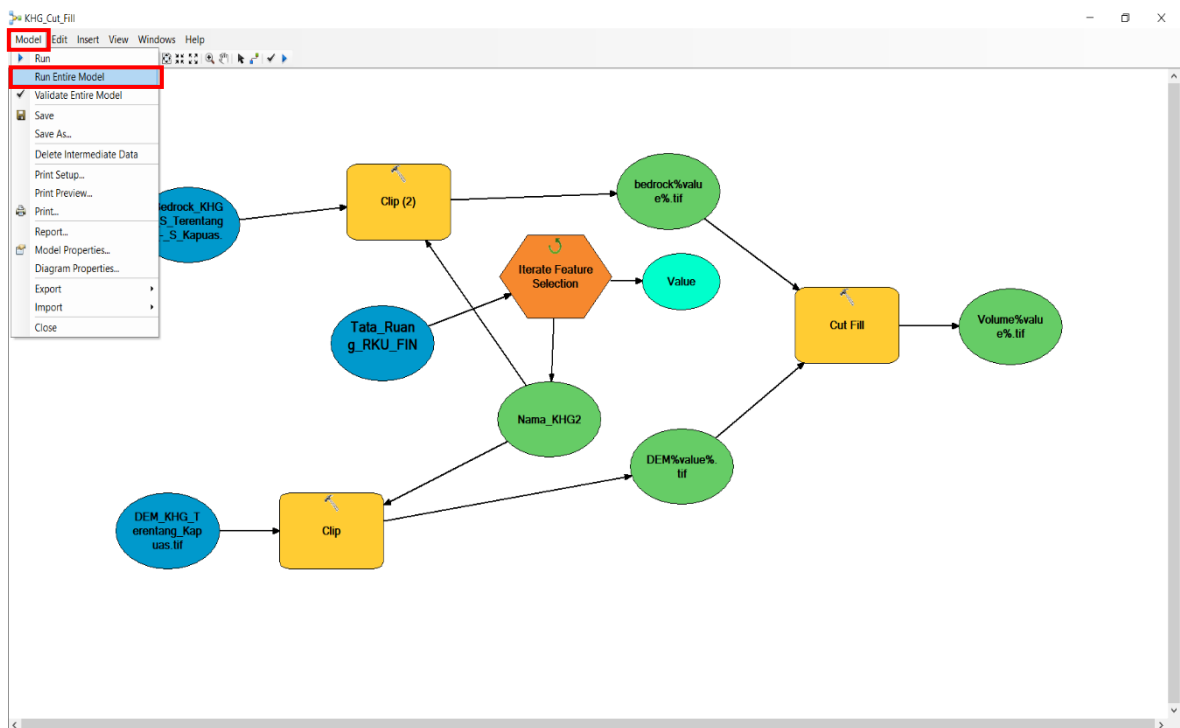 KHG_Cut_Fill
Model Edit Insert View Windows Help
Run
Run Entire Model
Validate Entire Model
Save
Save As...
Delete Intermediate Data
Print Setup...
Print Preview...
Print...
Report...
Model Properties...
Diagram Properties...
Export
Import
Close
edrock_KHG
S_Terentang
_S_Kapuas.
Clip (2)
bedrock%valu
e%.tif
Iterate Feature
Selection
Value
Tata_Ruan
g_RKU_FIN
Cut Fill
Volume%valu
e%.tif
Nama_KHG2
DEM%value%.
tif
DEM_KHG_T
erentang_Kap
uas.tif
Clip